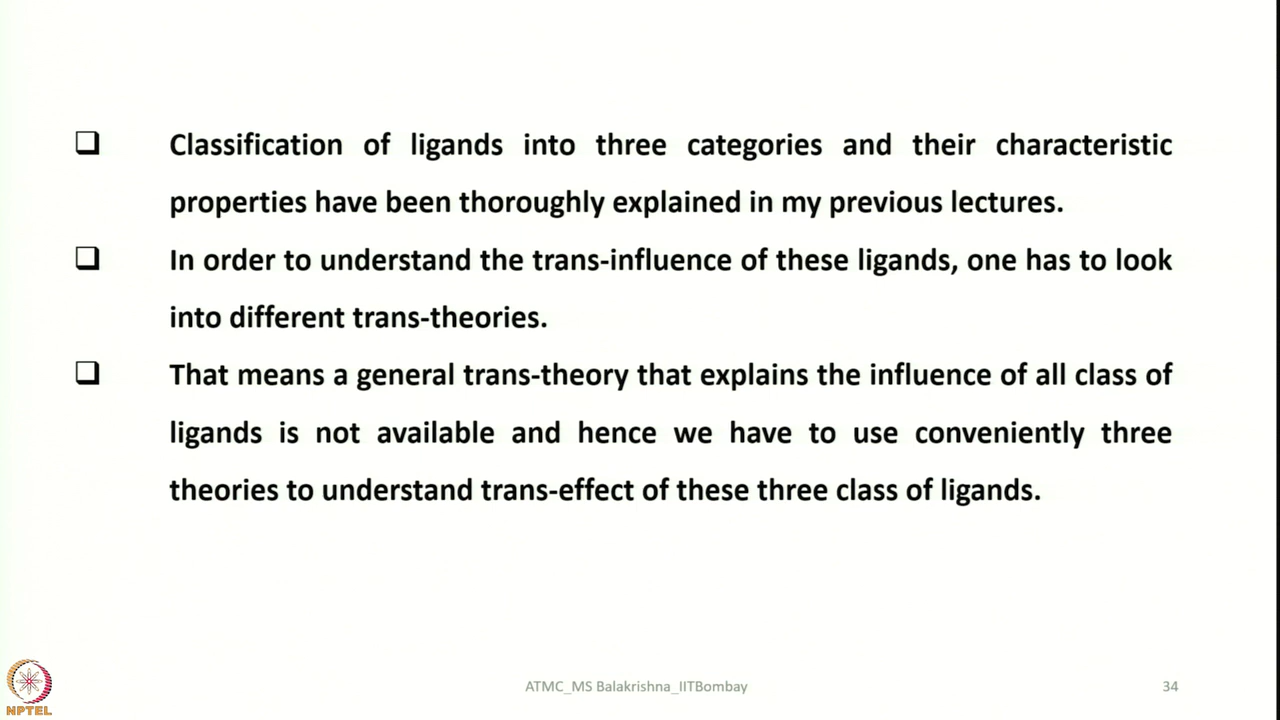 ❑ Classification of ligands into three categories and their characteristic
properties have been thoroughly explained in my previous lectures.
❑ In order to understand the trans-influence of these ligands, one has to look
into different trans-theories.
❑ That means a general trans-theory that explains the influence of all class of
ligands is not available and hence we have to use conveniently three
theories to understand trans-effect of these three class of ligands.
NPTEL
ATMC_MS Balakrishna_IITBombay
34